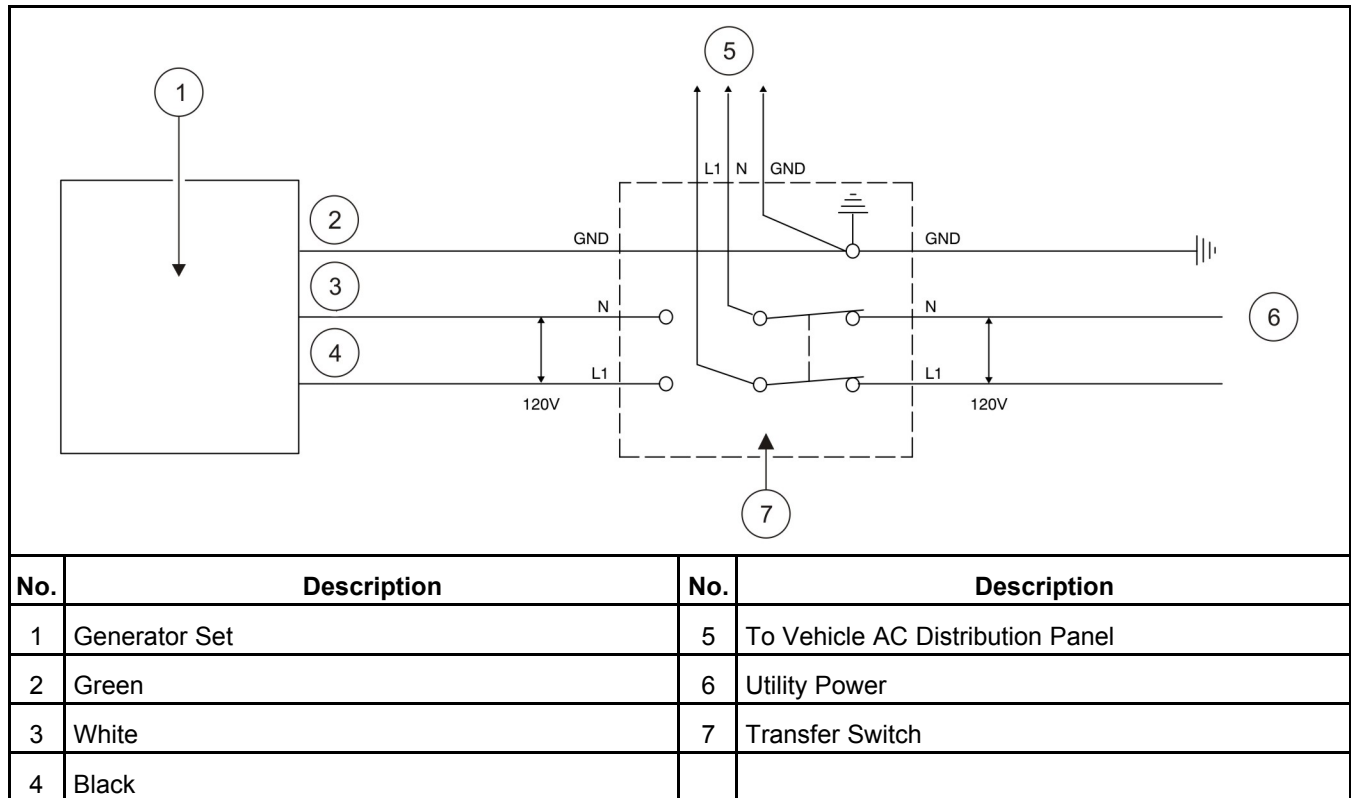 5
1
L1 N GND
2
GND
GND
3
N
N
6
4
L1
L1
120V
120V
7
No. Description No. Description
1 Generator Set 5 To Vehicle AC Distribution Panel
2 Green 6 Utility Power
3 White 7 Transfer Switch
4 Black